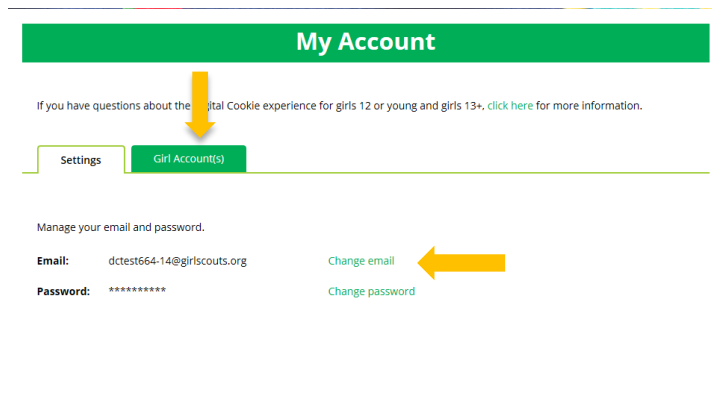 My Account
If you have questions about the Digital Cookie experience for girls 12 or young and girls 13+, click here for more information.
Settings
Girl Account(s)
Manage your email and password.
Email: dctest664-14@girlscouts.org Change email
Password: ********** Change password